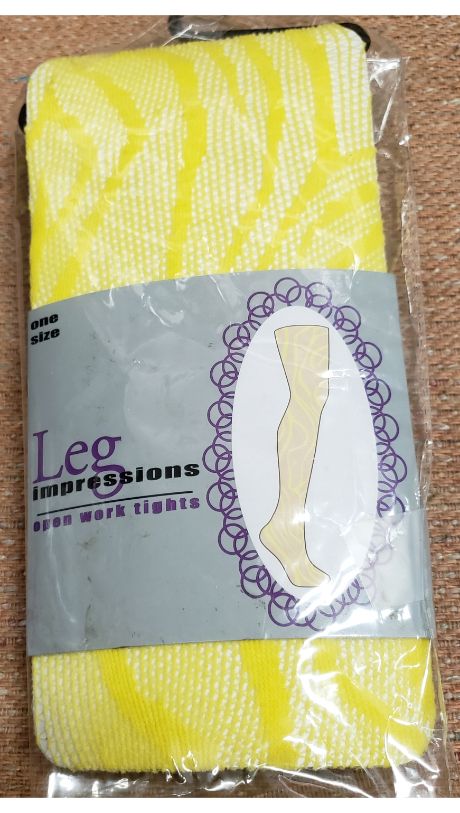 one
size
Leg
impressions
open work tights